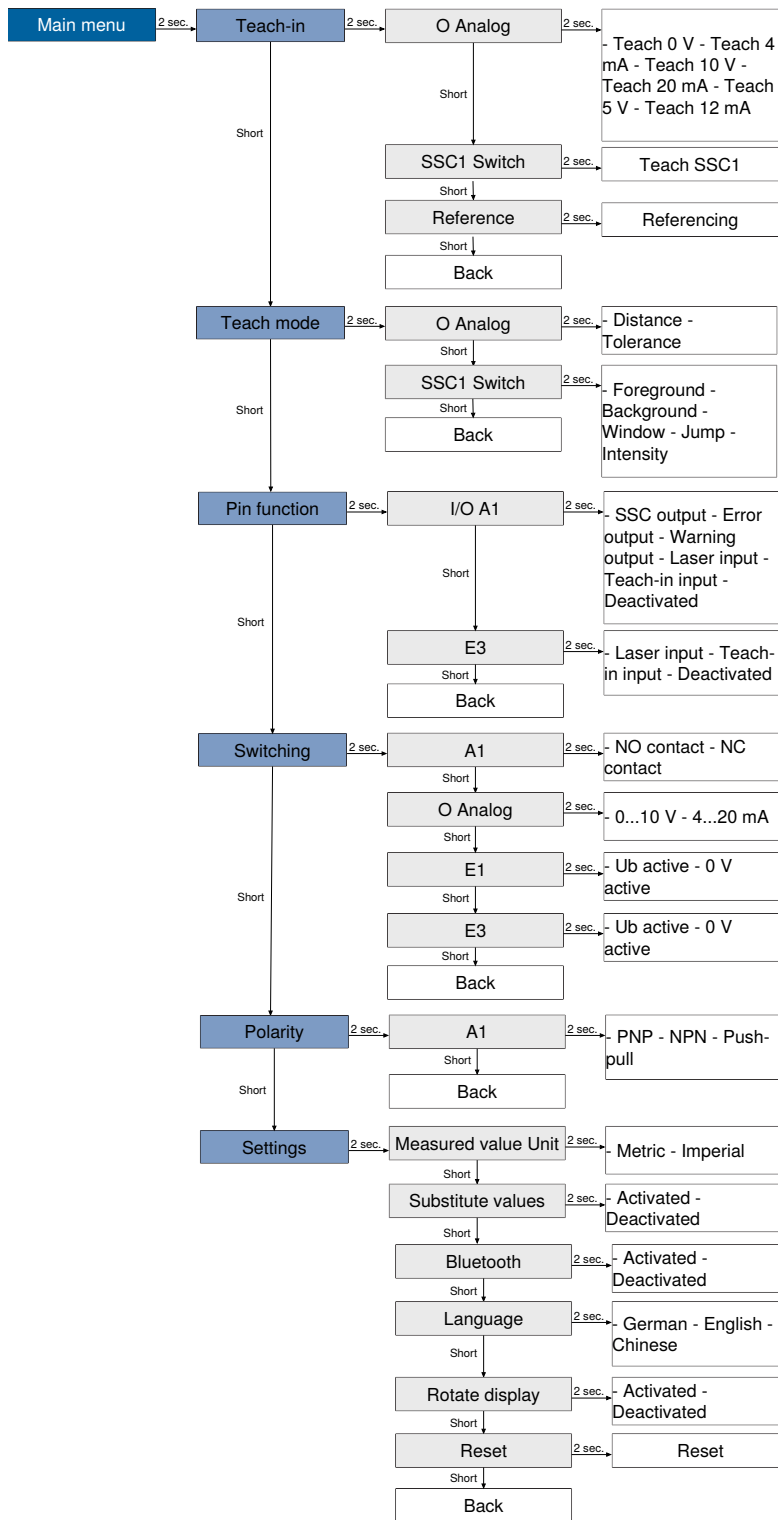 Main menu
2 sec.
Teach-in
2 sec.
O Analog
2 sec.
- Teach 0 V - Teach 4
mA - Teach 10 V -
Teach 20 mA - Teach
5 V - Teach 12 mA
Short
Short
SSC1 Switch
2 sec.
Teach SSC1
Short
Reference
2 sec.
Referencing
Short
Back
Teach mode
2 sec.
O Analog
2 sec.
- Distance -
Tolerance
Short
SSC1 Switch
2 sec.
- Foreground -
Background -
Window - Jump -
Intensity
Short
Short
Back
Pin function
2 sec.
I/O A1
2 sec.
- SSC output - Error
output - Warning
output - Laser input -
Teach-in input -
Deactivated
Short
Short
E3
2 sec.
- Laser input - Teach-
in input - Deactivated
Short
Back
Switching
2 sec.
A1
2 sec.
- NO contact - NC
contact
Short
O Analog
2 sec.
- 0...10 V - 4...20 mA
Short
E1
2 sec.
- Ub active - 0 V
active
Short
Short
E3
2 sec.
- Ub active - 0 V
active
Short
Back
Polarity
2 sec.
A1
2 sec.
- PNP - NPN - Push-
pull
Short
Back
Short
Settings
2 sec.
Measured value Unit
2 sec.
- Metric - Imperial
Short
Substitute values
2 sec.
- Activated -
Deactivated
Short
Bluetooth
2 sec.
- Activated -
Deactivated
Short
Language
2 sec.
- German - English -
Chinese
Short
Rotate display
2 sec.
- Activated -
Deactivated
Short
Reset
2 sec.
Reset
Short
Back